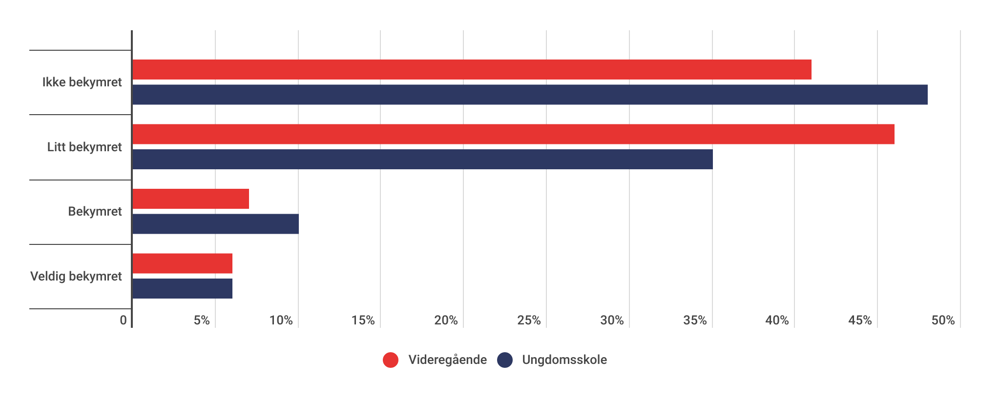 Ikke bekymret
Litt bekymret
Bekymret
Veldig bekymret
0 5% 10% 15% 20% 25% 30% 35% 40% 45% 50%
Videregående Ungdomsskole